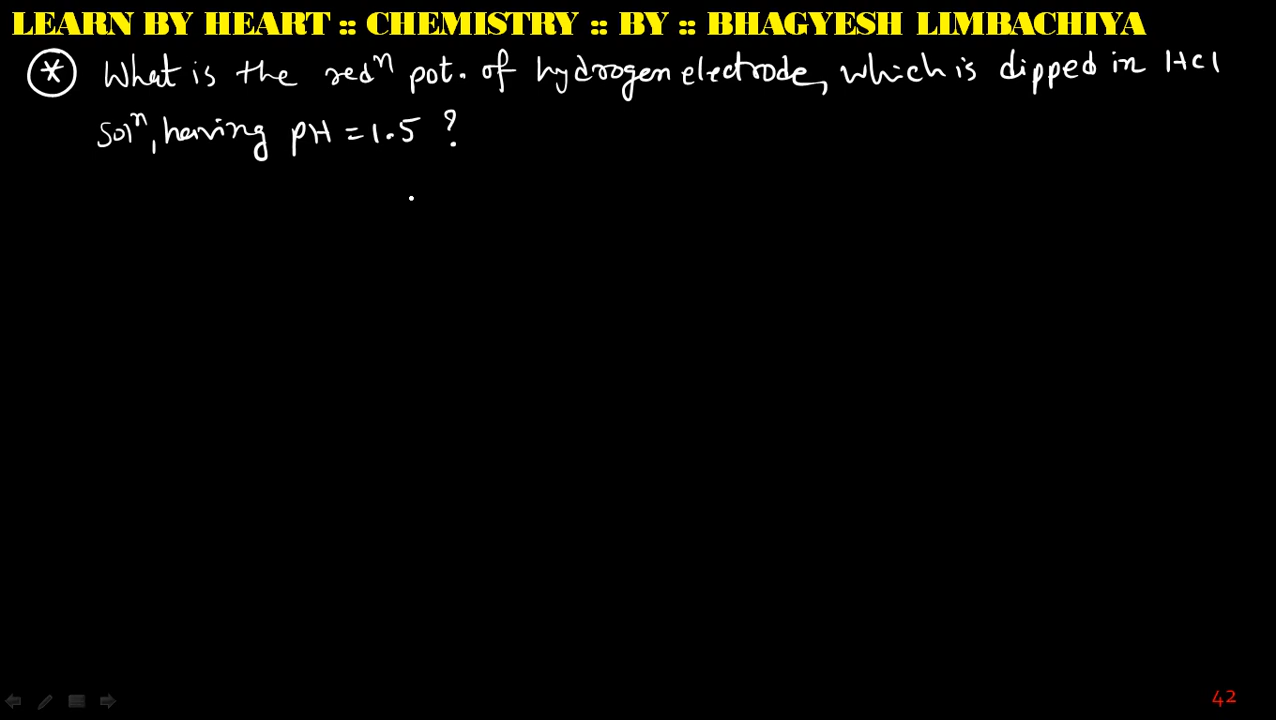 LEARN BY HEART :: CHEMISTRY :: BY :: BHAGYESH LIMBACHIYA
* What is the redⁿ pot. of hydrogen electrode, which is dipped in HCl
solⁿ, having pH = 1.5 ?
42